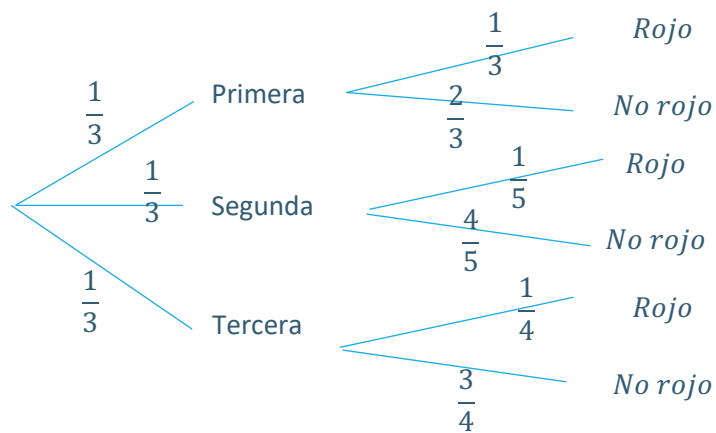 1/3
Rojo
Primera
1/3
2/3
No rojo
1/3
1/5
Rojo
Segunda
4/5
No rojo
1/3
1/4
Rojo
Tercera
3/4
No rojo